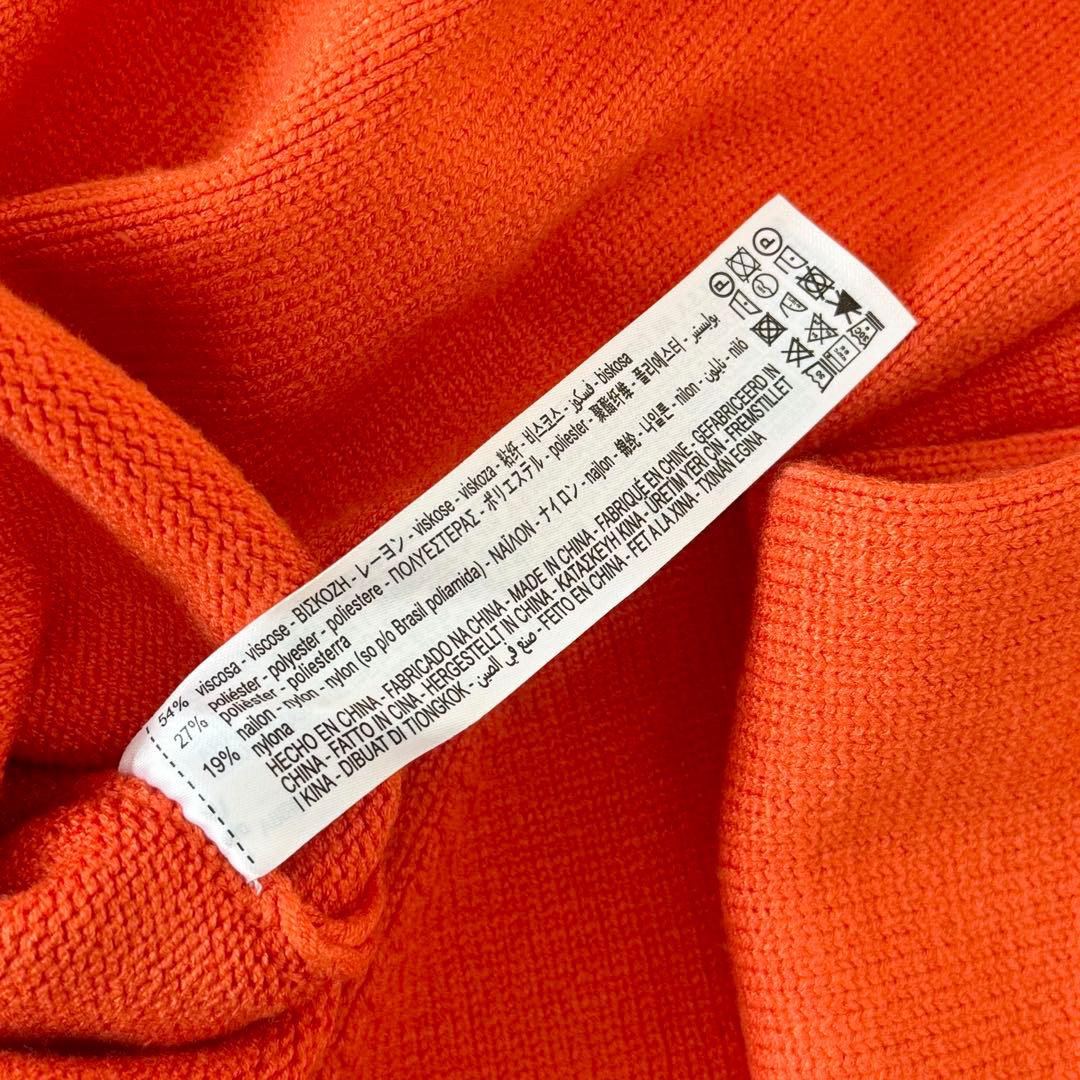 54% viscosa - viscose - ΒΙΣΚΟΖΗ - レーヨン - viskose - viskoza - 粘纤 - 비스코스 - فسكوز - biskosa
27% poliéster - polyester - poliestere - ΠΟΛΥΕΣΤΕΡΑΣ - ポリエステル - poliester - 聚酯纤维 - 폴리에스터 - بوليستير
polièster - poliesterra
19% nailon - nylon - nylon (so p/o Brasil poliamida) - ΝΑΪΛΟΝ - ナイロン - najlon - 锦纶 - 나일론 - nilon - نايلون - niló
nylona
HECHO EN CHINA - FABRICADO NA CHINA - MADE IN CHINA - FABRIQUÉ EN CHINE - GEFABRICEERD IN
CHINA - FATTO IN CINA - HERGESTELLT IN CHINA - ΚΑΤΑΣΚΕΥΗ ΚΙΝΑ - ÜRETIM YERI ÇIN - FREMSTILLET
I KINA - DIBUAT DI TIONGKOK - صنع في الصين - FEITO EN CHINA - FET A LA XINA - TXINAN EGINA